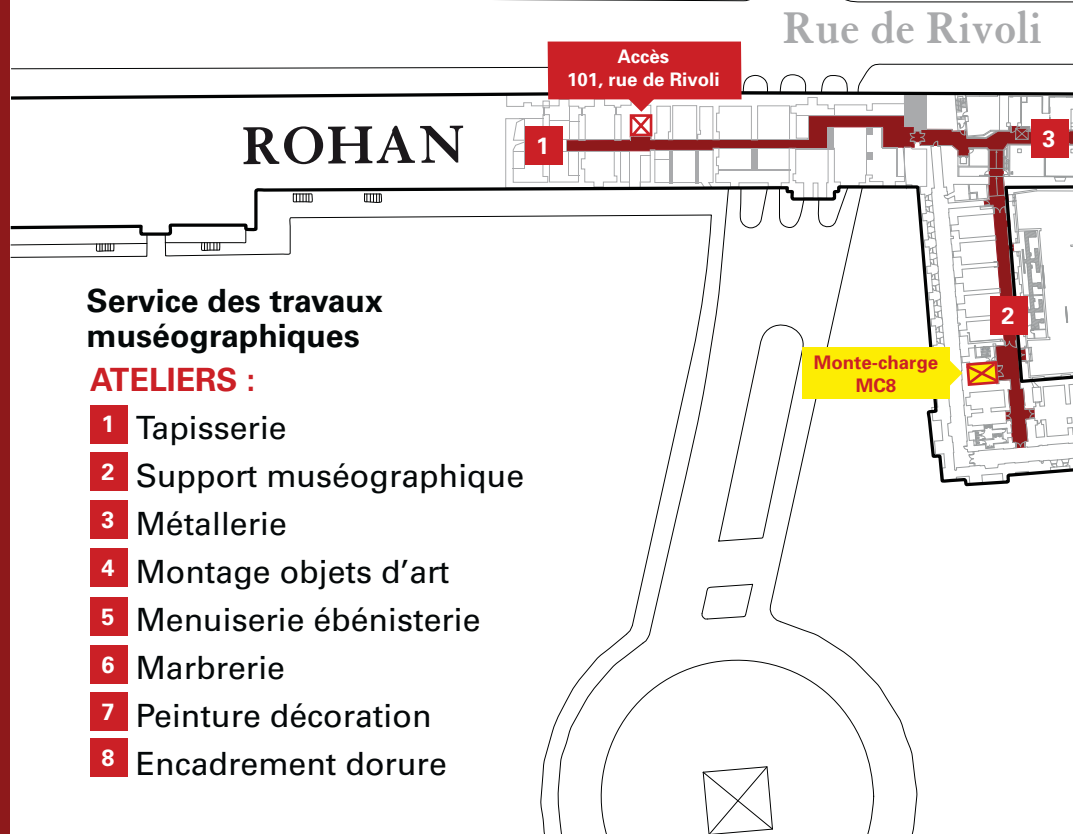 Rue de Rivoli
Accès
101, rue de Rivoli
ROHAN
1
3
2
Monte-charge
MC8
Service des travaux
muséographiques
ATELIERS :
1 Tapisserie
2 Support muséographique
3 Métallerie
4 Montage objets d’art
5 Menuiserie ébénisterie
6 Marbrerie
7 Peinture décoration
8 Encadrement dorure